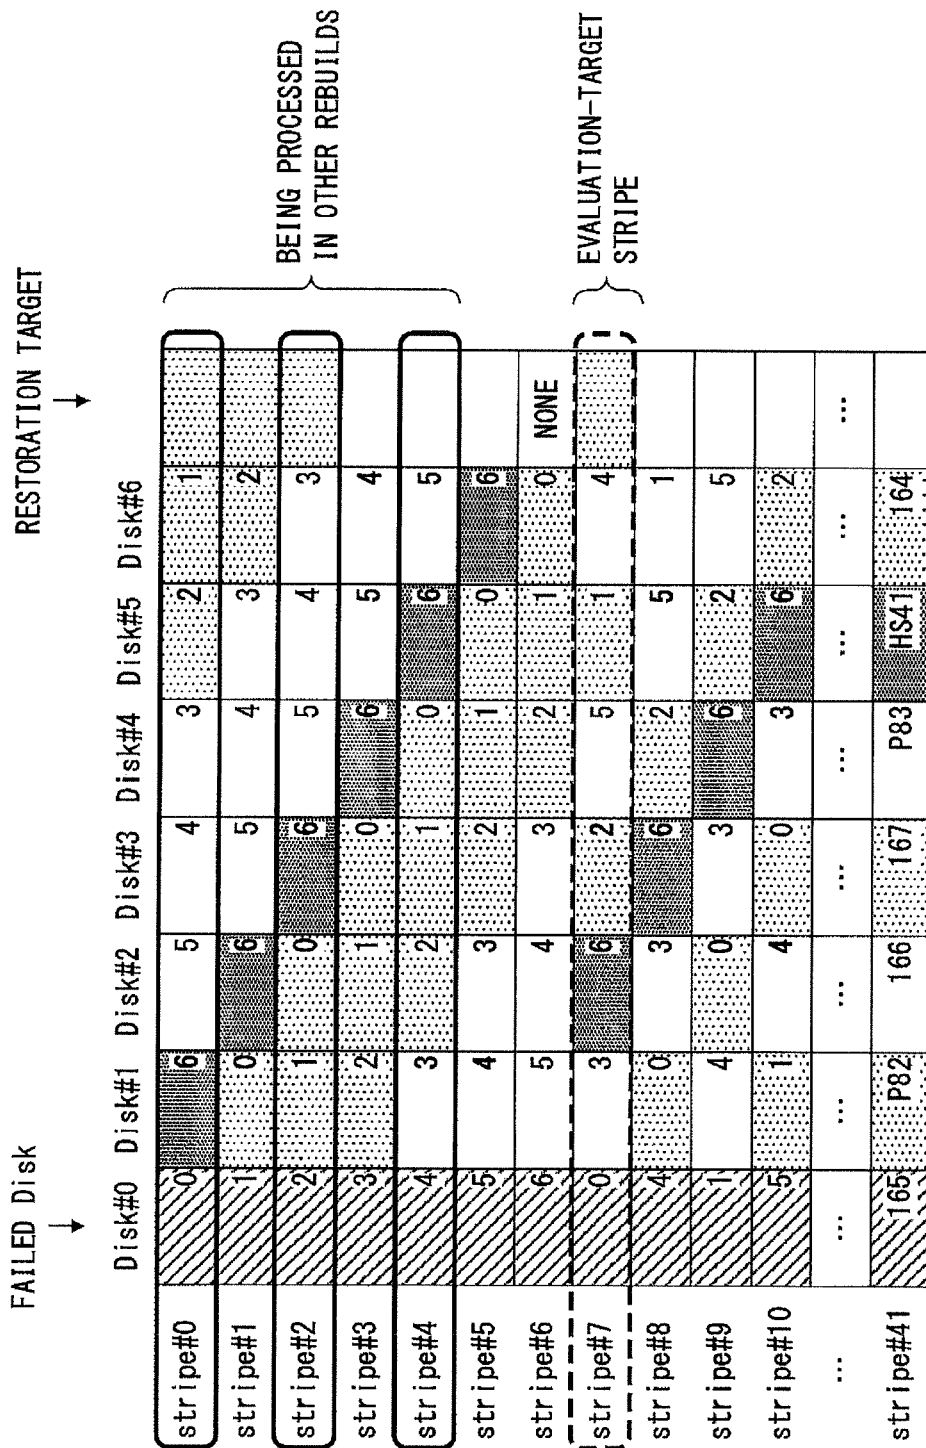 FAILED Disk
RESTORATION TARGET
Disk#0 Disk#1 Disk#2 Disk#3 Disk#4 Disk#5 Disk#6
stripe#0 0 6 5 4 3 2 1
stripe#1 1 0 6 5 4 3 2
stripe#2 2 1 0 6 5 4 3
stripe#3 3 2 1 0 6 5 4
stripe#4 4 3 2 1 0 6 5
stripe#5 5 4 3 2 1 0 6
stripe#6 6 5 4 3 2 1 0 NONE
stripe#7 0 3 6 2 5 1 4
stripe#8 4 0 3 6 2 5 1
stripe#9 1 4 0 3 6 2 5
stripe#10 5 1 4 0 3 6 2
... ... ... ... ... ... ... ... ...
stripe#41 165 P82 166 167 P83 HS41 164
BEING PROCESSED
IN OTHER REBUILDS
EVALUATION-TARGET
STRIPE